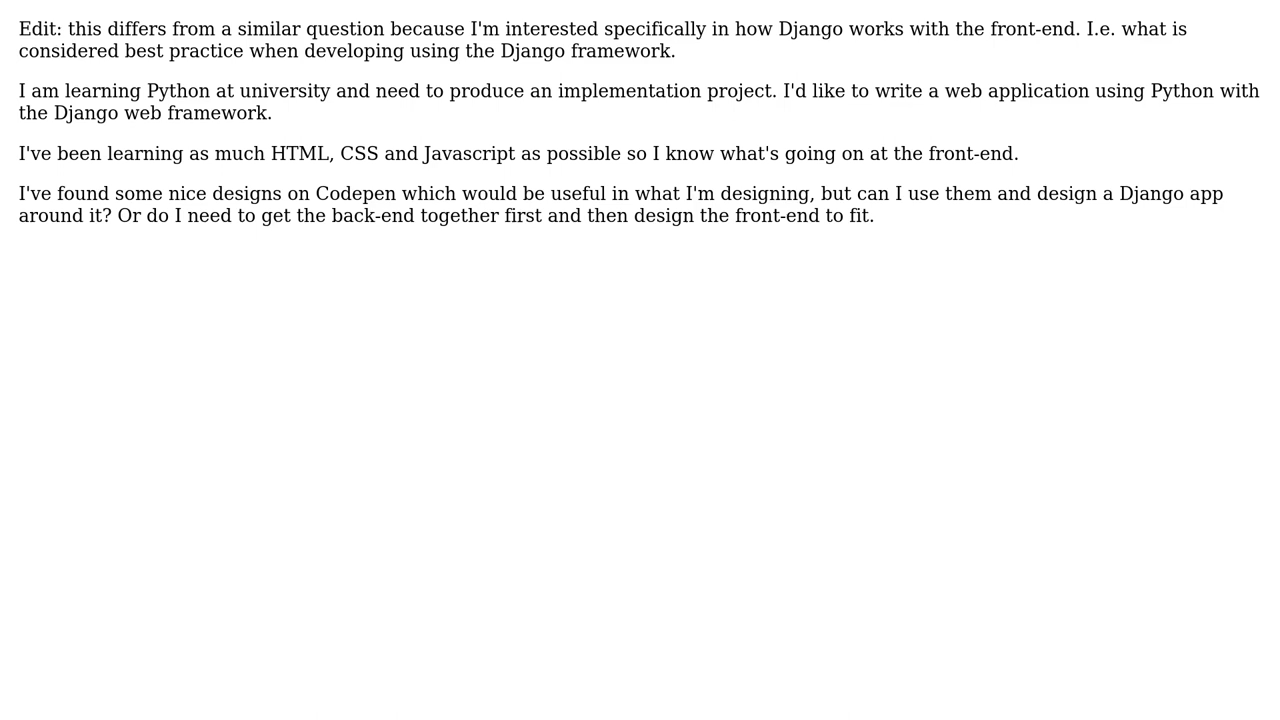 Edit: this differs from a similar question because I'm interested specifically in how Django works with the front-end. I.e. what is
considered best practice when developing using the Django framework.
I am learning Python at university and need to produce an implementation project. I'd like to write a web application using Python with
the Django web framework.
I've been learning as much HTML, CSS and Javascript as possible so I know what's going on at the front-end.
I've found some nice designs on Codepen which would be useful in what I'm designing, but can I use them and design a Django app
around it? Or do I need to get the back-end together first and then design the front-end to fit.